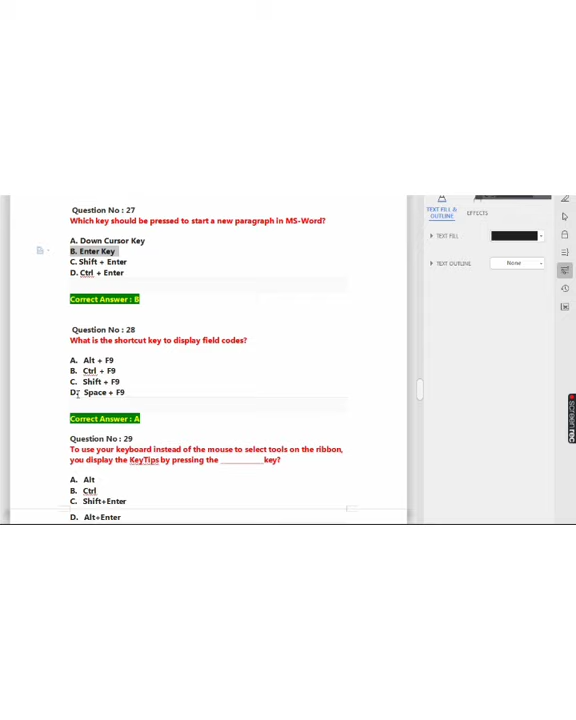 Question No : 27
Which key should be pressed to start a new paragraph in MS-Word?
A. Down Cursor Key
B. Enter Key
C. Shift + Enter
D. Ctrl + Enter
Correct Answer : B
Question No : 28
What is the shortcut key to display field codes?
A. Alt + F9
B. Ctrl + F9
C. Shift + F9
D. Space + F9
Correct Answer : A
Question No : 29
To use your keyboard instead of the mouse to select tools on the ribbon,
you display the KeyTips by pressing the ____________key?
A. Alt
B. Ctrl
C. Shift+Enter
D. Alt+Enter
TEXT FILL &
OUTLINE
EFFECTS
TEXT FILL
TEXT OUTLINE
None
screenrec